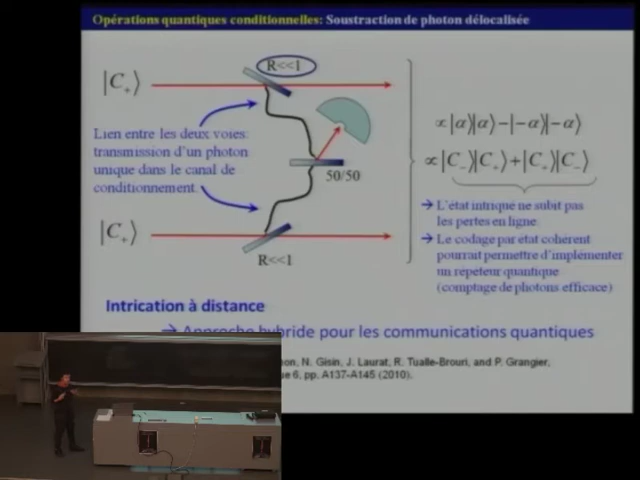 Opérations quantiques conditionnelles: Soustraction de photon délocalisée
R<<1
|C₊⟩
∝|α⟩|α⟩−|−α⟩|−α⟩
Lien entre les deux voies:
transmission d'un photon
unique dans le canal de
conditionnement.
50/50
∝|C₋⟩|C₊⟩+|C₊⟩|C₋⟩
|C₊⟩
R<<1
→ L'état intriqué ne subit pas
les pertes en ligne
→ Le codage par état cohérent
pourrait permettre d'implémenter
un répéteur quantique
(comptage de photons efficace)
Intrication à distance
→ Approche hybride pour les communications quantiques
non, N. Gisin, J. Laurat, R. Tualle-Brouri, and P. Grangier,
ue 6, pp. A137-A145 (2010).